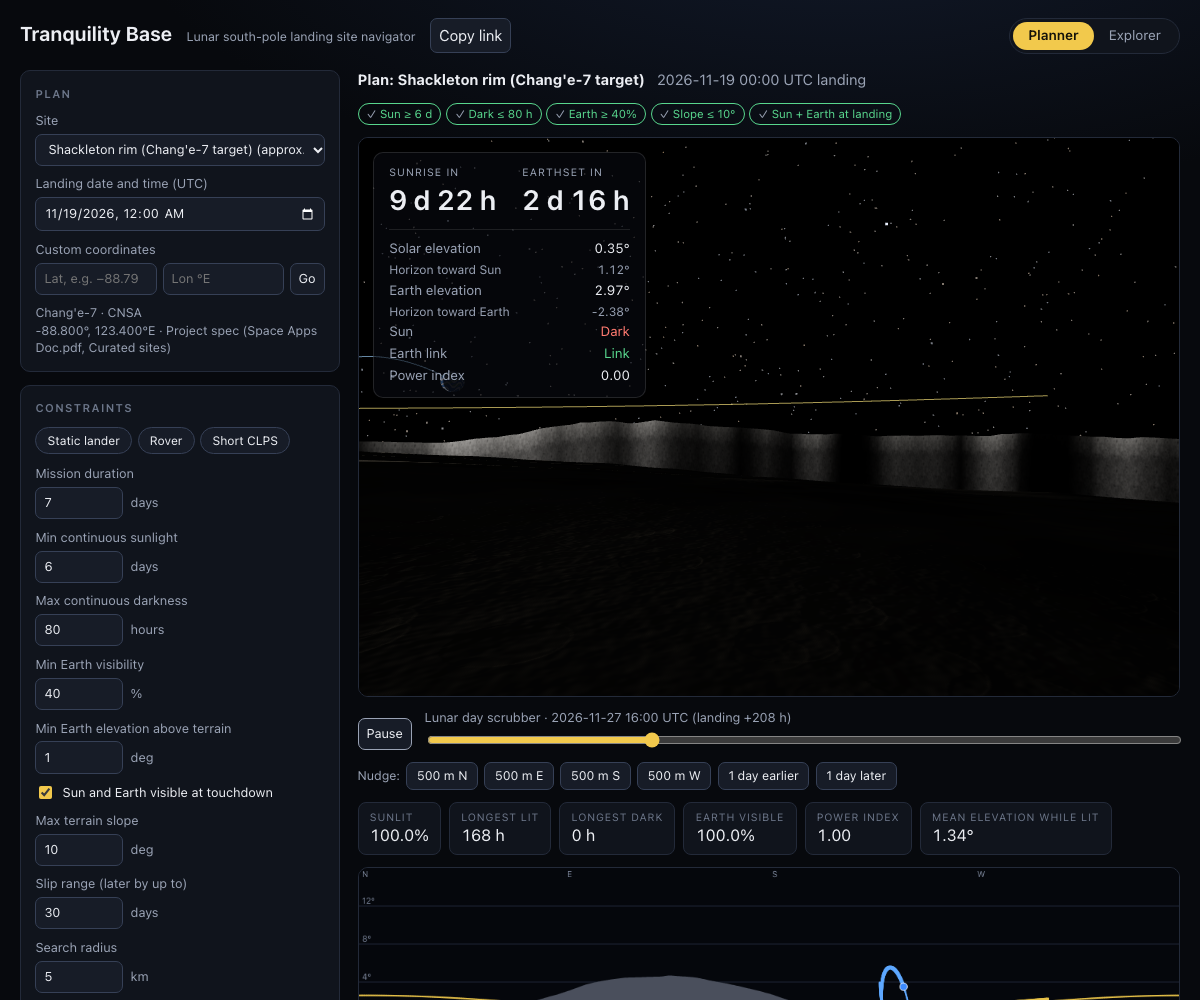 Tranquility Base Lunar south-pole landing site navigator Copy link Planner Explorer
PLAN
Site
Shackleton rim (Chang'e-7 target) (approx.
Landing date and time (UTC)
11/19/2026, 12:00 AM
Custom coordinates
Lat, e.g. −88.79 Lon °E Go
Chang'e-7 · CNSA
-88.800°, 123.400°E · Project spec (Space Apps
Doc.pdf, Curated sites)
CONSTRAINTS
Static lander Rover Short CLPS
Mission duration
7 days
Min continuous sunlight
6 days
Max continuous darkness
80 hours
Min Earth visibility
40 %
Min Earth elevation above terrain
1 deg
Sun and Earth visible at touchdown
Max terrain slope
10 deg
Slip range (later by up to)
30 days
Search radius
5 km
Plan: Shackleton rim (Chang'e-7 target) 2026-11-19 00:00 UTC landing
✓ Sun ≥ 6 d ✓ Dark ≤ 80 h ✓ Earth ≥ 40% ✓ Slope ≤ 10° ✓ Sun + Earth at landing
SUNRISE IN EARTHSET IN
9 d 22 h 2 d 16 h
Solar elevation 0.35°
Horizon toward Sun 1.12°
Earth elevation 2.97°
Horizon toward Earth -2.38°
Sun Dark
Earth link Link
Power index 0.00
Pause Lunar day scrubber · 2026-11-27 16:00 UTC (landing +208 h)
Nudge: 500 m N 500 m E 500 m S 500 m W 1 day earlier 1 day later
SUNLIT LONGEST LIT LONGEST DARK EARTH VISIBLE POWER INDEX MEAN ELEVATION WHILE LIT
100.0% 168 h 0 h 100.0% 1.00 1.34°
N E S W
12°
8°
4°